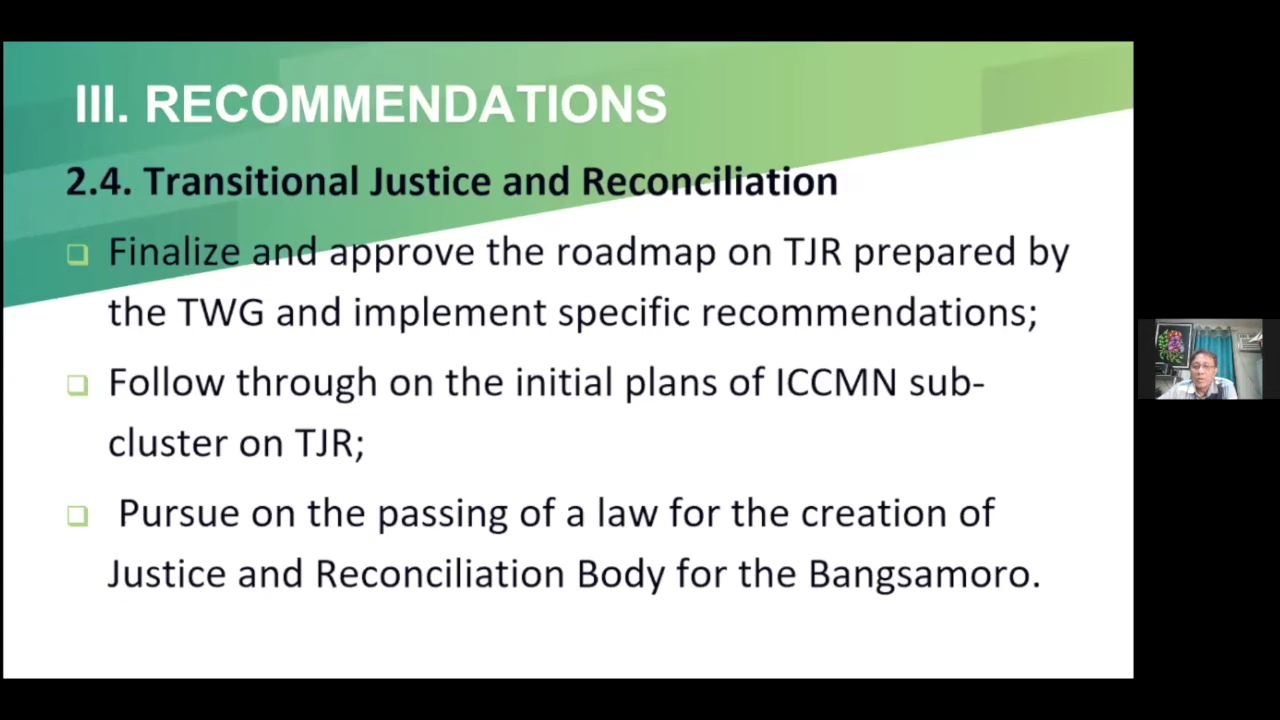 III. RECOMMENDATIONS
2.4. Transitional Justice and Reconciliation
Finalize and approve the roadmap on TJR prepared by
the TWG and implement specific recommendations;
Follow through on the initial plans of ICCMN sub-
cluster on TJR;
Pursue on the passing of a law for the creation of
Justice and Reconciliation Body for the Bangsamoro.